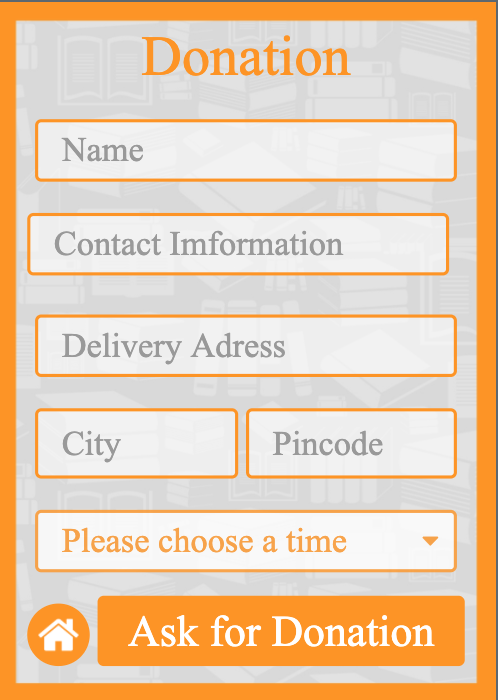 Donation
Name
Contact Imformation
Delivery Adress
City Pincode
Please choose a time
Ask for Donation